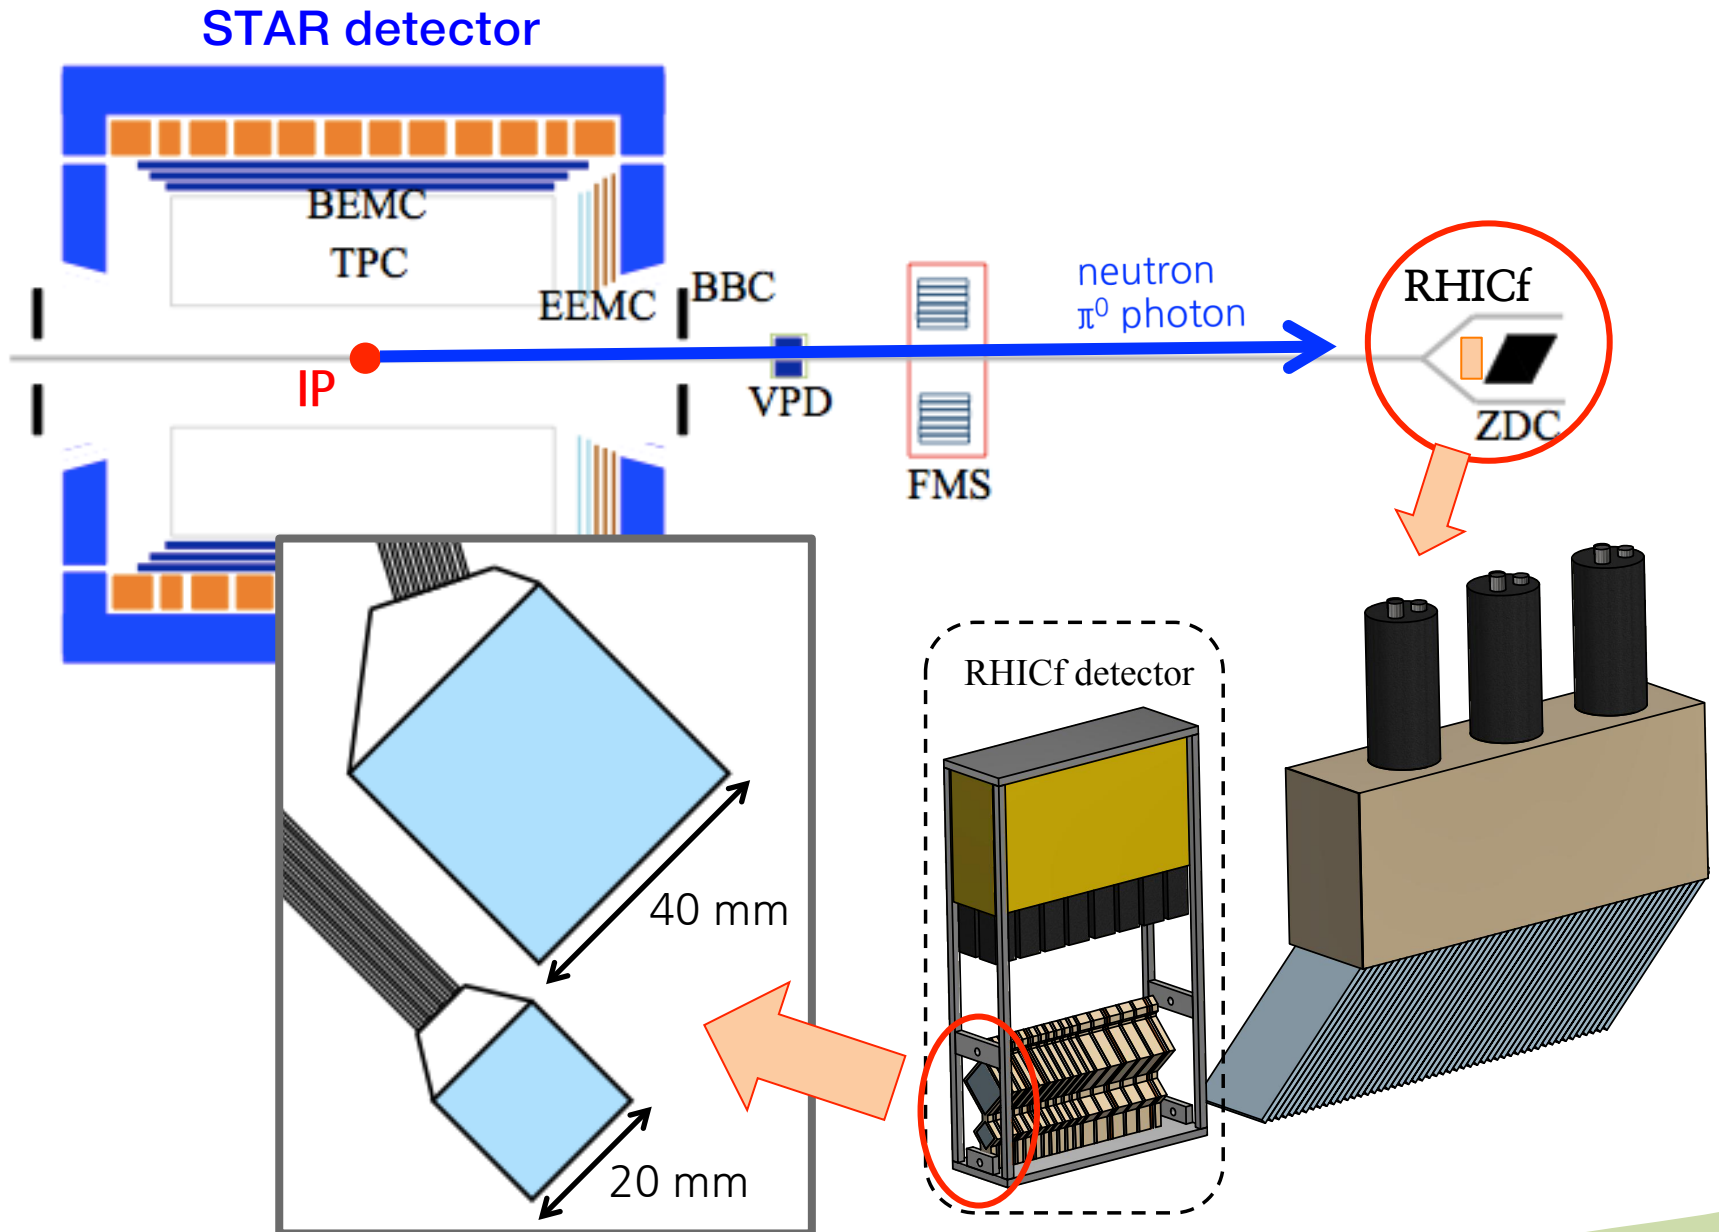 STAR detector
BEMC
TPC
EEMC
BBC
IP
VPD
FMS
neutron
π⁰ photon
RHICf
ZDC
RHICf detector
40 mm
20 mm